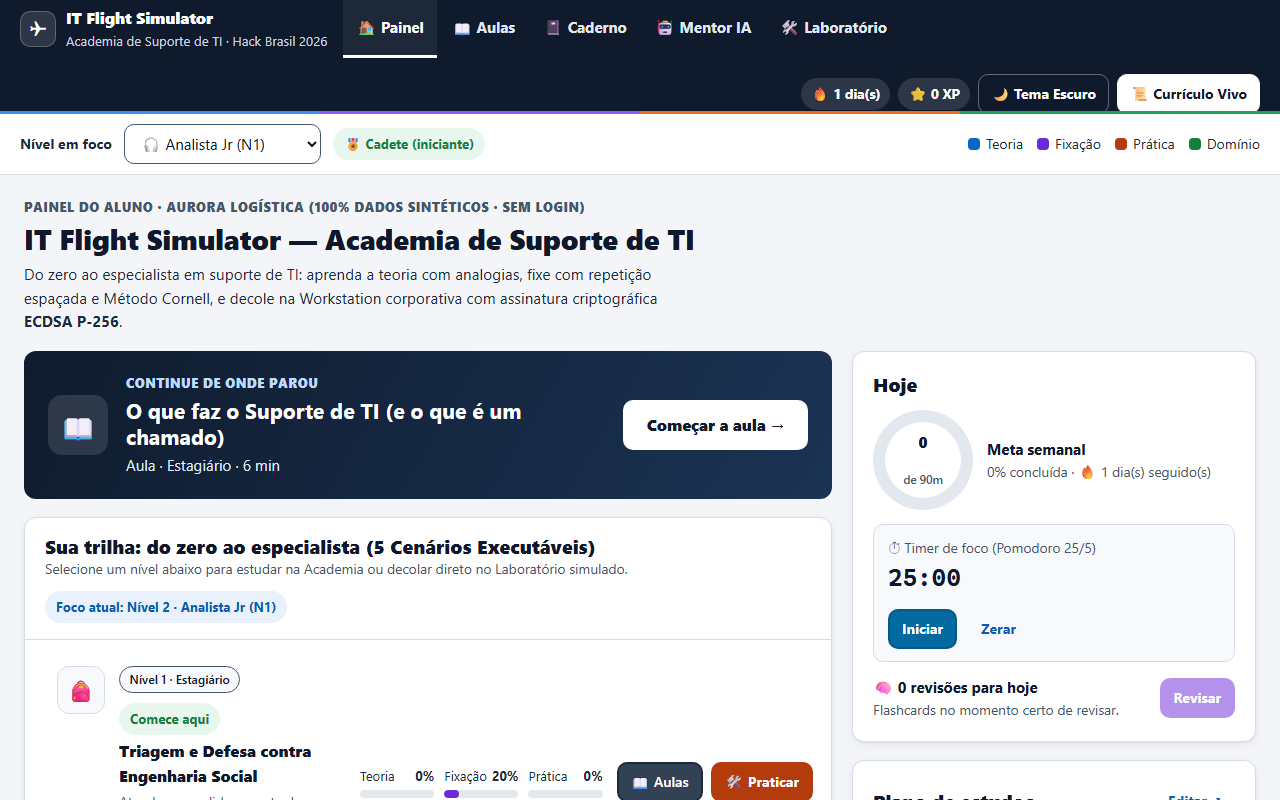 IT Flight Simulator
Academia de Suporte de TI · Hack Brasil 2026
Painel
Aulas
Caderno
Mentor IA
Laboratório
1 dia(s)
0 XP
Tema Escuro
Currículo Vivo
Nível em foco
Analista Jr (N1)
Cadete (iniciante)
Teoria
Fixação
Prática
Domínio
PAINEL DO ALUNO · AURORA LOGÍSTICA (100% DADOS SINTÉTICOS · SEM LOGIN)
IT Flight Simulator — Academia de Suporte de TI
Do zero ao especialista em suporte de TI: aprenda a teoria com analogias, fixe com repetição
espaçada e Método Cornell, e decole na Workstation corporativa com assinatura criptográfica
ECDSA P-256.
CONTINUE DE ONDE PAROU
O que faz o Suporte de TI (e o que é um
chamado)
Aula · Estagiário · 6 min
Começar a aula →
Hoje
0
de 90m
Meta semanal
0% concluída · 🔥 1 dia(s) seguido(s)
Timer de foco (Pomodoro 25/5)
25:00
Iniciar
Zerar
0 revisões para hoje
Flashcards no momento certo de revisar.
Revisar
Sua trilha: do zero ao especialista (5 Cenários Executáveis)
Selecione um nível abaixo para estudar na Academia ou decolar direto no Laboratório simulado.
Foco atual: Nível 2 · Analista Jr (N1)
Nível 1 · Estagiário
Comece aqui
Triagem e Defesa contra
Engenharia Social
Teoria 0%
Fixação 20%
Prática 0%
Aulas
Praticar